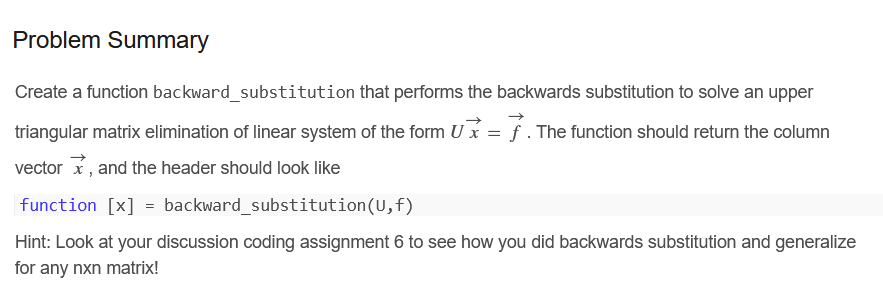 Problem Summary
Create a function backward_substitution that performs the backwards substitution to solve an upper
triangular matrix elimination of linear system of the form U x⃗ = f⃗ . The function should return the column
vector x⃗ , and the header should look like
function [x] = backward_substitution(U,f)
Hint: Look at your discussion coding assignment 6 to see how you did backwards substitution and generalize
for any nxn matrix!